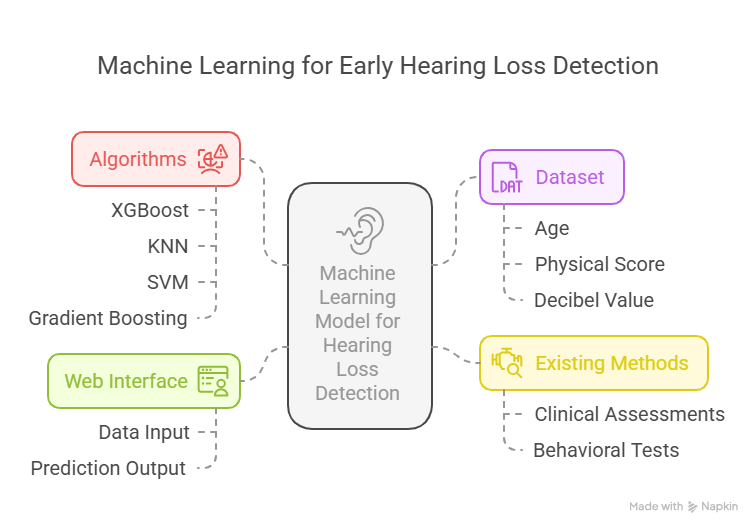 Machine Learning for Early Hearing Loss Detection
Algorithms
XGBoost
KNN
SVM
Gradient Boosting
Web Interface
Data Input
Prediction Output
Machine
Learning
Model for
Hearing
Loss
Detection
DAT
Dataset
Age
Physical Score
Decibel Value
Existing Methods
Clinical Assessments
Behavioral Tests
Made with Napkin